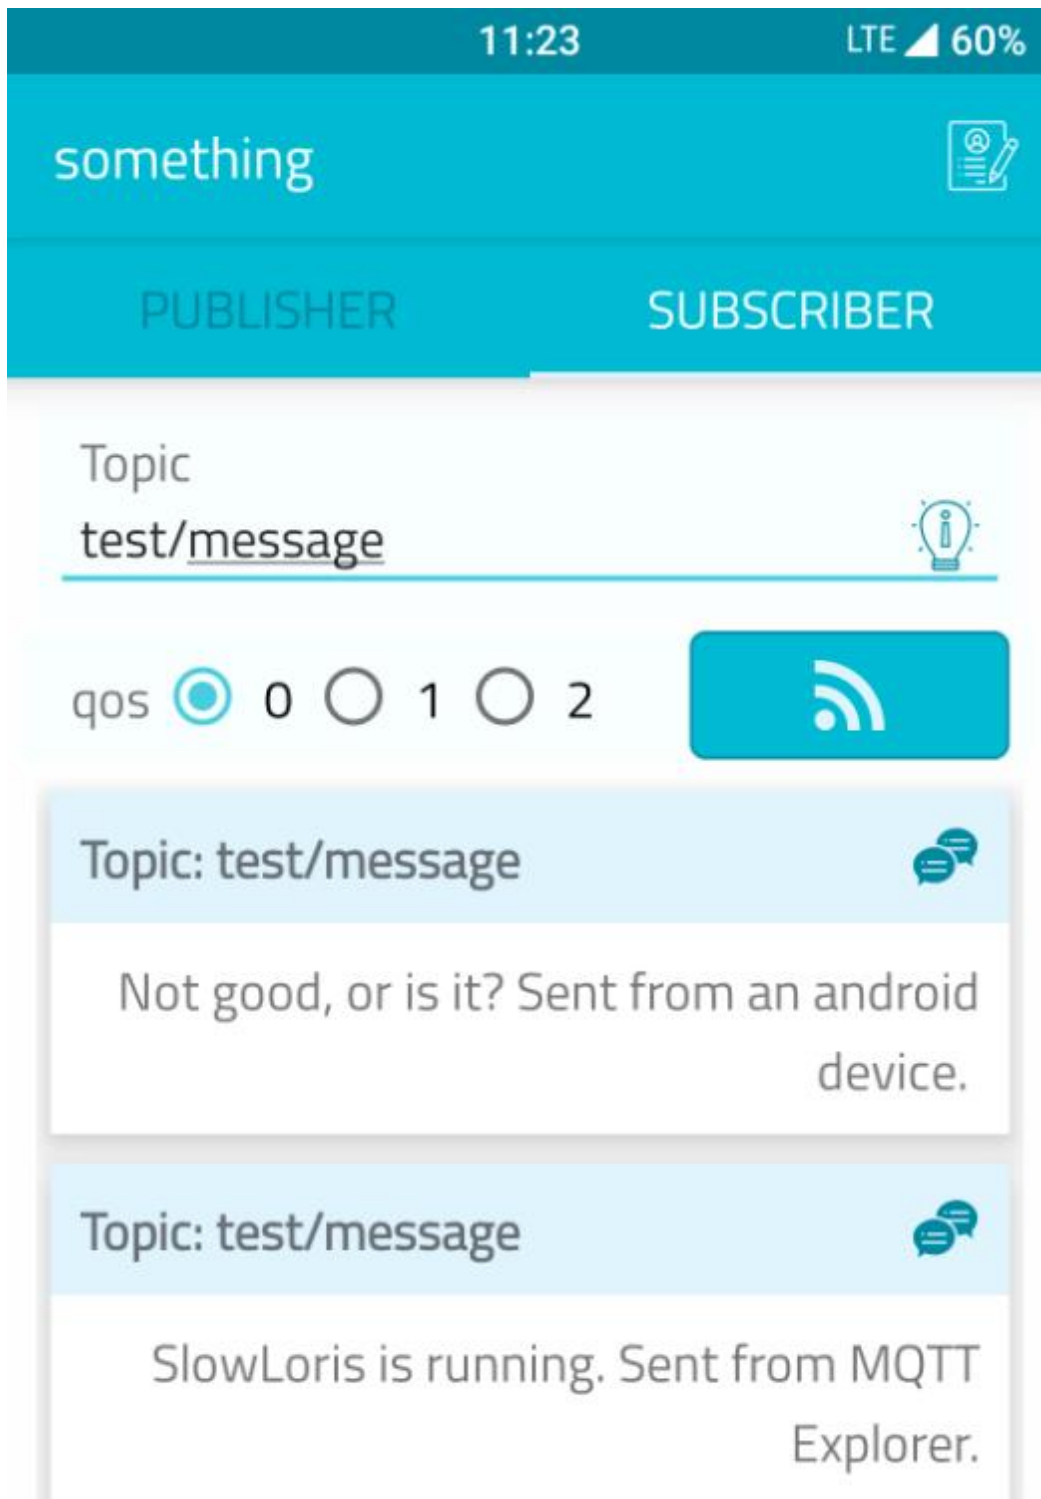 11:23 LTE 60%
something
PUBLISHER SUBSCRIBER
Topic
test/message
qos 0 1 2
Topic: test/message
Not good, or is it? Sent from an android
device.
Topic: test/message
SlowLoris is running. Sent from MQTT
Explorer.